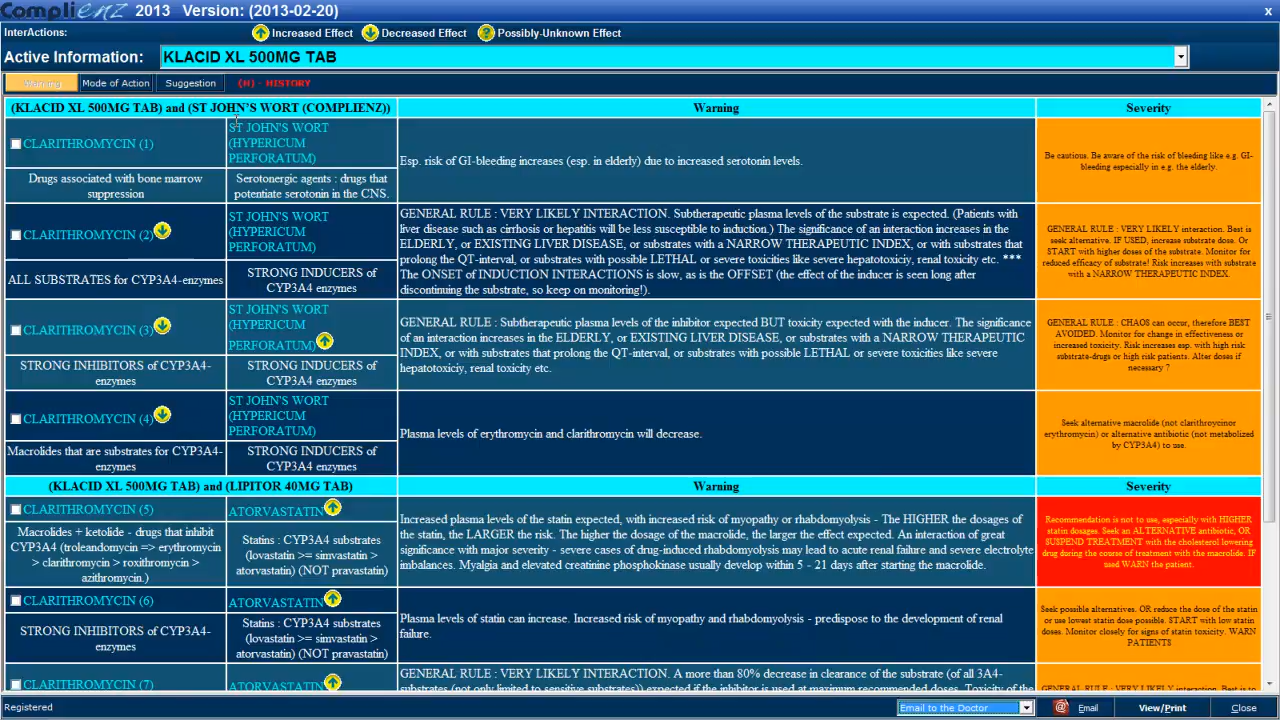 Complienz 2013 Version: (2013-02-20) x
InterActions: Increased Effect Decreased Effect Possibly-Unknown Effect
Active Information: KLACID XL 500MG TAB
Warning Mode of Action Suggestion (H) - HISTORY
(KLACID XL 500MG TAB) and (ST JOHN'S WORT (COMPLIENZ)) Warning Severity
CLARITHROMYCIN (1)
ST JOHN'S WORT
(HYPERICUM
PERFORATUM)
Drugs associated with bone marrow
suppression
Serotonergic agents : drugs that
potentiate serotonin in the CNS.
Esp. risk of GI-bleeding increases (esp. in elderly) due to increased serotonin levels.
Be cautious. Be aware of the risk of bleeding like e.g. GI-
bleeding especially in e.g. the elderly.
CLARITHROMYCIN (2)
ST JOHN'S WORT
(HYPERICUM
PERFORATUM)
ALL SUBSTRATES for CYP3A4-enzymes
STRONG INDUCERS of
CYP3A4 enzymes
GENERAL RULE : VERY LIKELY INTERACTION. Subtherapeutic plasma levels of the substrate is expected. (Patients with
liver disease such as cirrhosis or hepatitis will be less susceptible to induction.) The significance of an interaction increases in the
ELDERLY, or EXISTING LIVER DISEASE, or substrates with a NARROW THERAPEUTIC INDEX, or with substrates that
prolong the QT-interval, or substrates with possible LETHAL or severe toxicities like severe hepatotoxiciy, renal toxicity etc. ***
The ONSET of INDUCTION INTERACTIONS is slow, as is the OFFSET (the effect of the inducer is seen long after
discontinuing the substrate, so keep on monitoring!).
GENERAL RULE : VERY LIKELY interaction. Best is
seek alternative, IF USED, increase substrate dose. Or
START with higher doses of the substrate. Monitor for
reduced efficacy of substrate! Risk increases with substrate
with a NARROW THERAPEUTIC INDEX.
CLARITHROMYCIN (3)
ST JOHN'S WORT
(HYPERICUM
PERFORATUM)
STRONG INHIBITORS of CYP3A4-
enzymes
STRONG INDUCERS of
CYP3A4 enzymes
GENERAL RULE : Subtherapeutic plasma levels of the inhibitor expected BUT toxicity expected with the inducer. The significance
of an interaction increases in the ELDERLY, or EXISTING LIVER DISEASE, or substrates with a NARROW THERAPEUTIC
INDEX, or with substrates that prolong the QT-interval, or substrates with possible LETHAL or severe toxicities like severe
hepatotoxiciy, renal toxicity etc.
GENERAL RULE : CHAOS can occur, therefore BEST
AVOIDED. Monitor for change in effectiveness or
increased toxicity. Risk increases esp. with high risk
substrate-drugs or high risk patients. Alter doses if
necessary ?
CLARITHROMYCIN (4)
ST JOHN'S WORT
(HYPERICUM
PERFORATUM)
Macrolides that are substrates for CYP3A4-
enzymes
STRONG INDUCERS of
CYP3A4 enzymes
Plasma levels of erythromycin and clarithromycin will decrease.
Seek alternative macrolide (not clarithroycinor
erythromycin) or alternative antibiotic (not metabolized
by CYP3A4) to use.
(KLACID XL 500MG TAB) and (LIPITOR 40MG TAB) Warning Severity
CLARITHROMYCIN (5)
ATORVASTATIN
Macrolides + ketolide - drugs that inhibit
CYP3A4 (troleandomycin => erythromycin
> clarithromycin > roxithromycin >
azithromycin.)
Statins : CYP3A4 substrates
(lovastatin >= simvastatin >
atorvastatin) (NOT pravastatin)
Increased plasma levels of the statin expected, with increased risk of myopathy or rhabdomyolysis - The HIGHER the dosages of
the statin, the LARGER the risk. The higher the dosage of the macrolide, the larger the effect expected. An interaction of great
significance with major severity - severe cases of drug-induced rhabdomyolysis may lead to acute renal failure and severe electrolyte
imbalances. Myalgia and elevated creatinine phosphokinase usually develop within 5 - 21 days after starting the macrolide.
Recommendation is not to use, especially with HIGHER
statin dosages. Seek an ALTERNATIVE antibiotic, OR
SUSPEND TREATMENT with the cholesterol lowering
drug during the course of treatment with the macrolide. IF
used WARN the patient.
CLARITHROMYCIN (6)
ATORVASTATIN
STRONG INHIBITORS of CYP3A4-
enzymes
Statins : CYP3A4 substrates
(lovastatin >= simvastatin >
atorvastatin) (NOT pravastatin)
Plasma levels of statin can increase. Increased risk of myopathy and rhabdomyolysis - predispose to the development of renal
failure.
Seek possible alternatives. OR reduce the dose of the statin
or use lowest statin dose possible. START with low statin
doses. Monitor closely for signs of statin toxicity. WARN
PATIENTS
CLARITHROMYCIN (7)
ATORVASTATIN
GENERAL RULE : VERY LIKELY INTERACTION. A more than 80% decrease in clearance of the substrate (of all 3A4-
substrates (not only limited to sensitive substrates)) expected if the inhibitor is used at maximum recommended doses. Toxicity of the
GENERAL RULE : VERY LIKELY interaction. Best is to
Registered Email to the Doctor Email View/Print Close